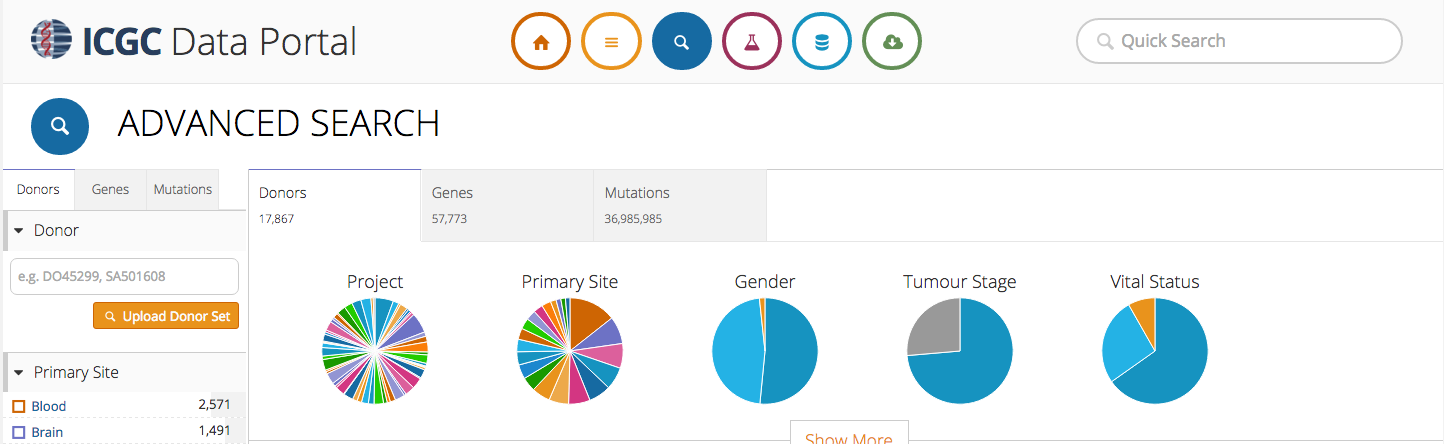 ICGC Data Portal
Quick Search
ADVANCED SEARCH
Donors Genes Mutations
Donor
e.g. DO45299, SA501608
Upload Donor Set
Primary Site
Blood 2,571
Brain 1,491
Donors
17,867
Genes
57,773
Mutations
36,985,985
Project
Primary Site
Gender
Tumour Stage
Vital Status
Show More